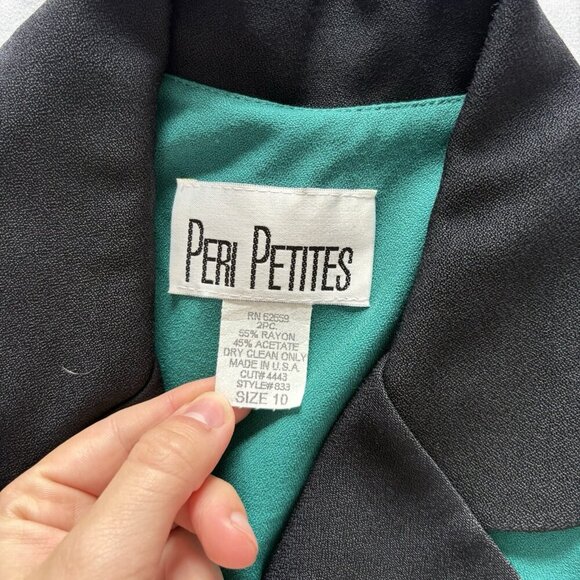 PERI PETITES
RN 62659
2PC.
55% RAYON
45% ACETATE
DRY CLEAN ONLY
MADE IN U.S.A.
CUT# 4443
STYLE# 833
SIZE 10